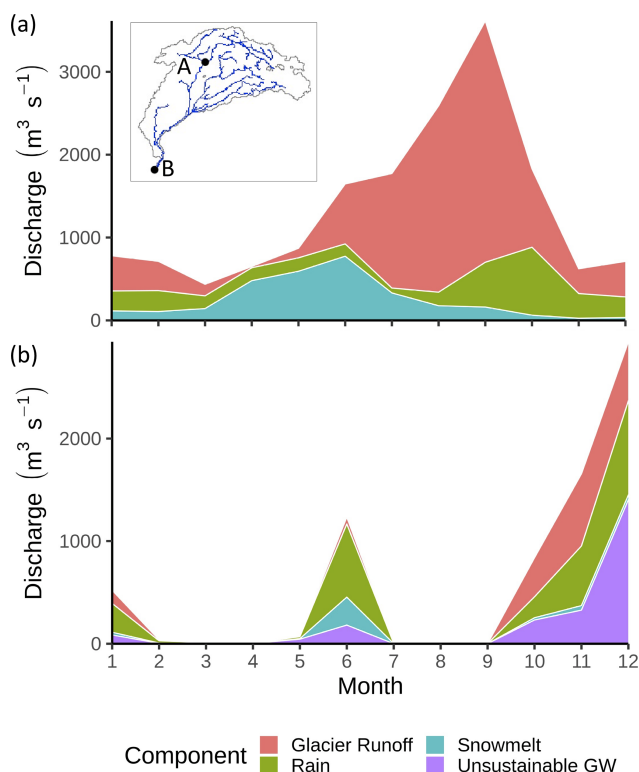 (a)
Discharge (m³ s⁻¹)
3000
2000
1000
0
A
B
(b)
Discharge (m³ s⁻¹)
2000
1000
0
1 2 3 4 5 6 7 8 9 10 11 12
Month
Component
Glacier Runoff
Snowmelt
Rain
Unsustainable GW